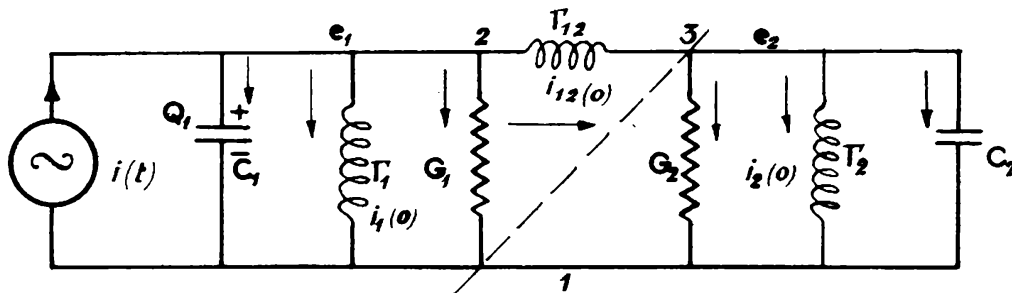 e₁ 2 Γ₁₂ 3 e₂
i₁₂(0)
Q₁ + C₁ Γ₁ G₁ G₂ Γ₂ C₂
i(t) i₁(0) i₂(0)
1